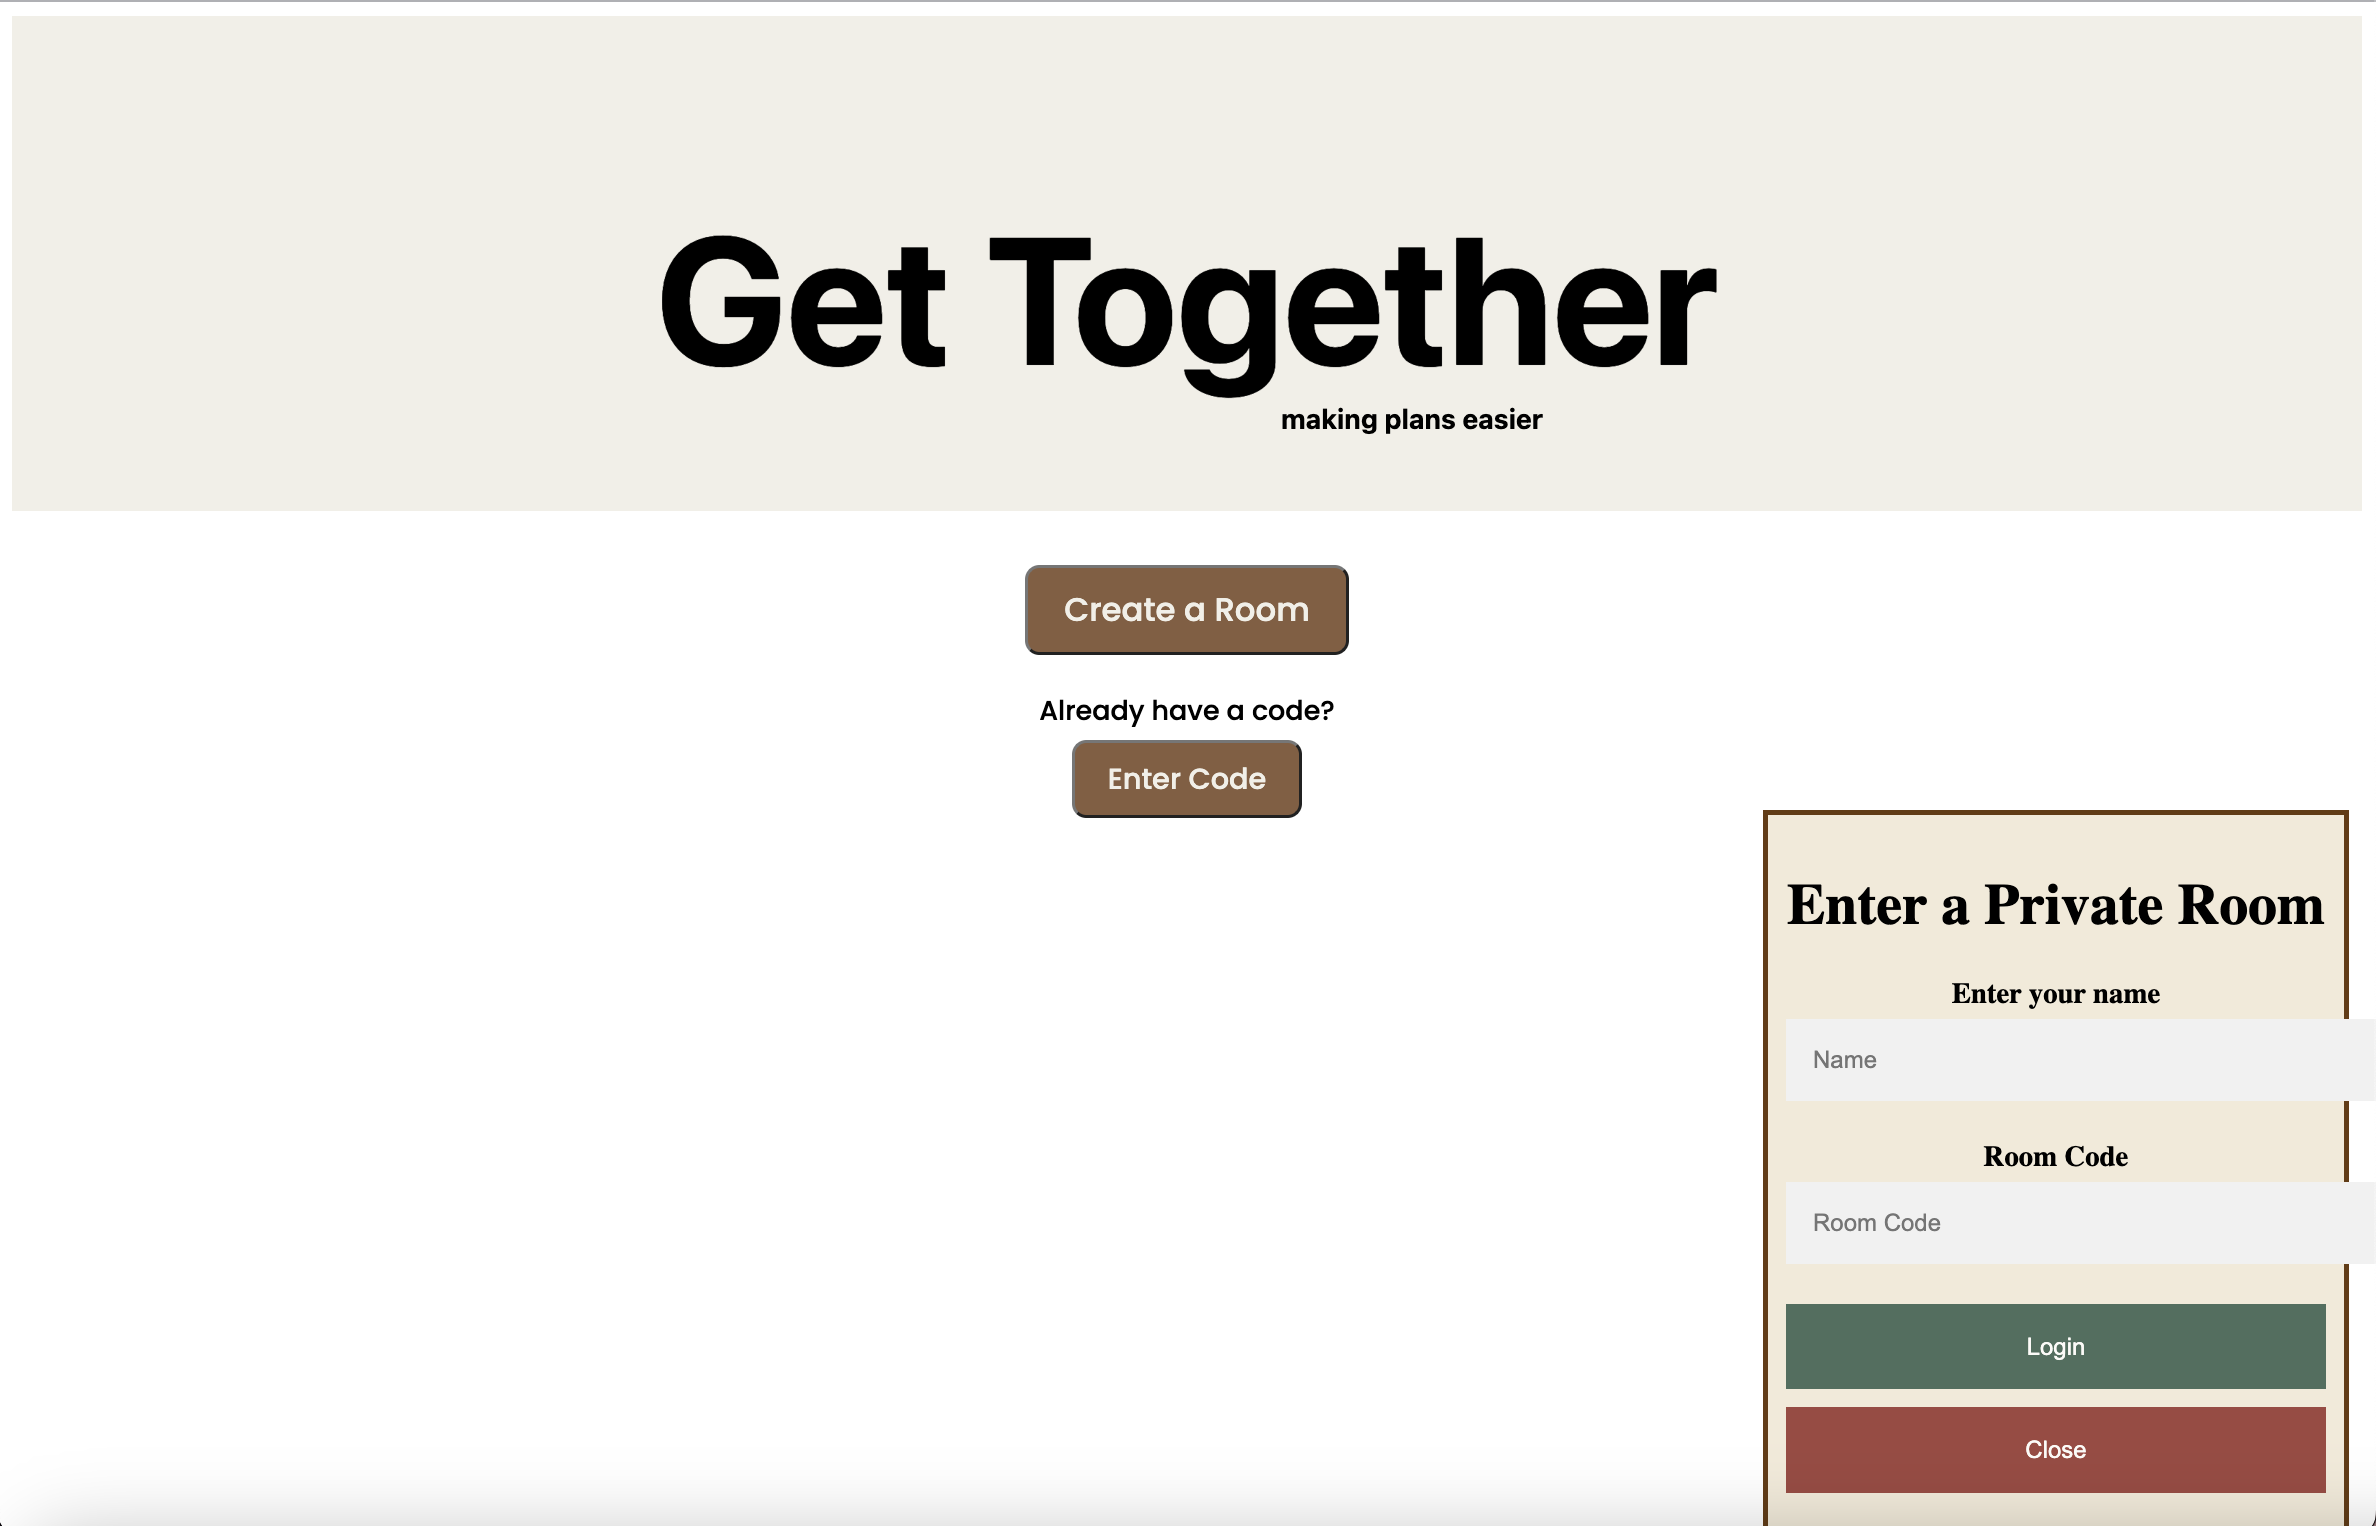 Get Together
making plans easier
Create a Room
Already have a code?
Enter Code
Enter a Private Room
Enter your name
Name
Room Code
Room Code
Login
Close